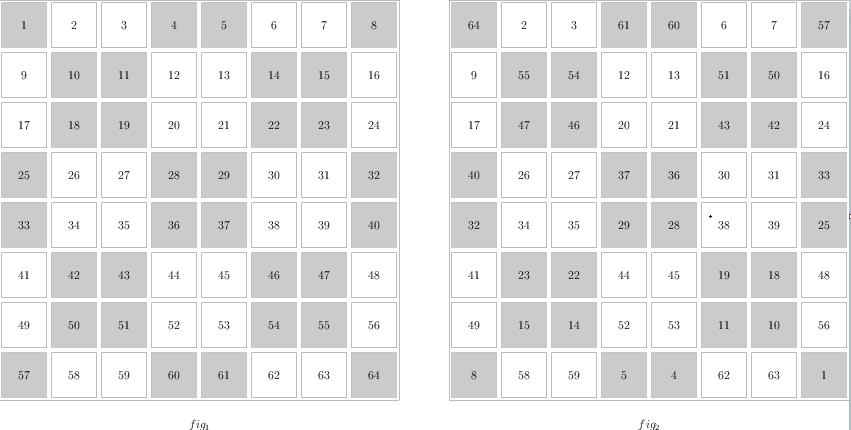 1 2 3 4 5 6 7 8 64 2 3 61 60 6 7 57
9 10 11 12 13 14 15 16 9 55 54 12 13 51 50 16
17 18 19 20 21 22 23 24 17 47 46 20 21 43 42 24
25 26 27 28 29 30 31 32 40 26 27 37 36 30 31 33
33 34 35 36 37 38 39 40 32 34 35 29 28 38 39 25
41 42 43 44 45 46 47 48 41 23 22 44 45 19 18 48
49 50 51 52 53 54 55 56 49 15 14 52 53 11 10 56
57 58 59 60 61 62 63 64 8 58 59 5 4 62 63 1
fig1 fig2